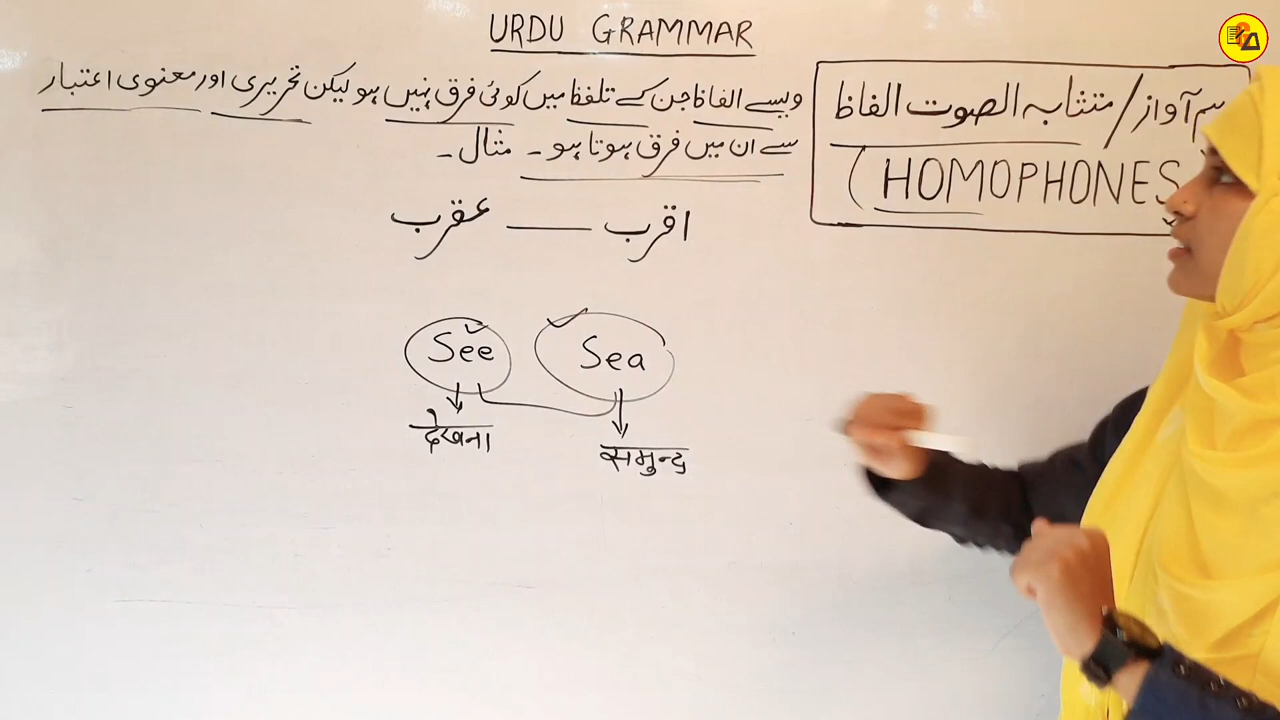 URDU GRAMMAR
ہم آواز / متشابہ الصوت الفاظ
(HOMOPHONES
ویسے الفاظ جن کے تلفظ میں کوئی فرق نہیں ہو لیکن تحریری اور معنوی اعتبار
سے ان میں فرق ہوتا ہو ۔ مثال ۔
اقرب — عقرب
See Sea
देखना
समुन्द